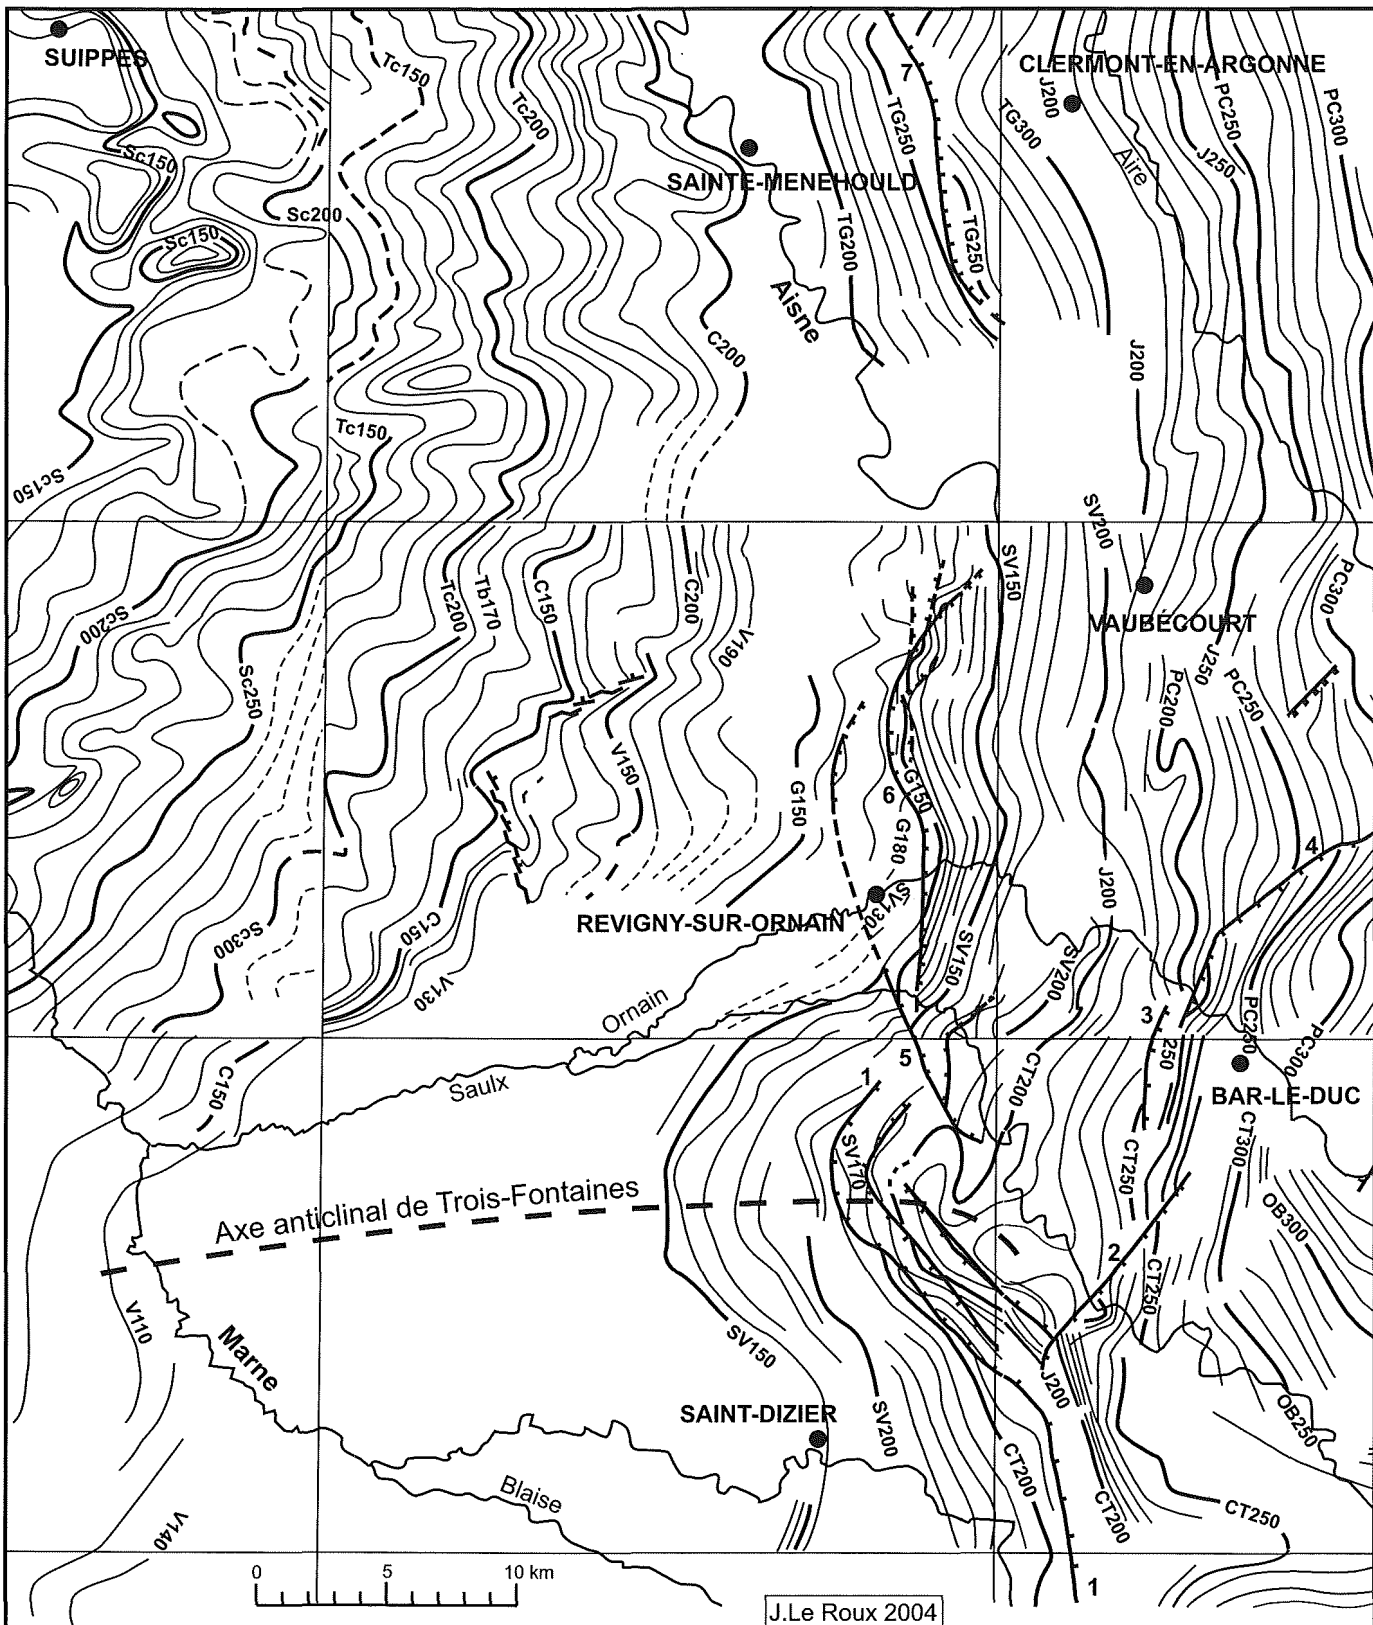 SUIPPES
Tc150
Tc200
7
CLERMONT-EN-ARGONNE
J200
TG250
TG300
PC250
PC300
Aire
J250
Sc150
SAINTE-MENEHOULD
Sc200
Sc150
TG200
TG250
Aisne
C200
J200
Tc150
Sc150
SV200
SV150
PC300
Tc200
Tb170
C150
C200
V190
VAUBÉCOURT
Sc200
Sc250
J250
PC200
PC250
V150
G150
6
G150
G180
4
J200
Sc300
C150
REVIGNY-SUR-ORNAIN
SV130
SV150
SV200
V130
Ornain
3
PC250
PC300
250
5
CT200
C150
Saulx
1
BAR-LE-DUC
CT300
SV170
CT250
Axe anticlinal de Trois-Fontaines
OB300
2
CT250
V110
Marne
SV150
J200
SAINT-DIZIER
SV200
OB250
CT200
CT200
CT250
Blaise
V140
0 5 10 km
1
J.Le Roux 2004